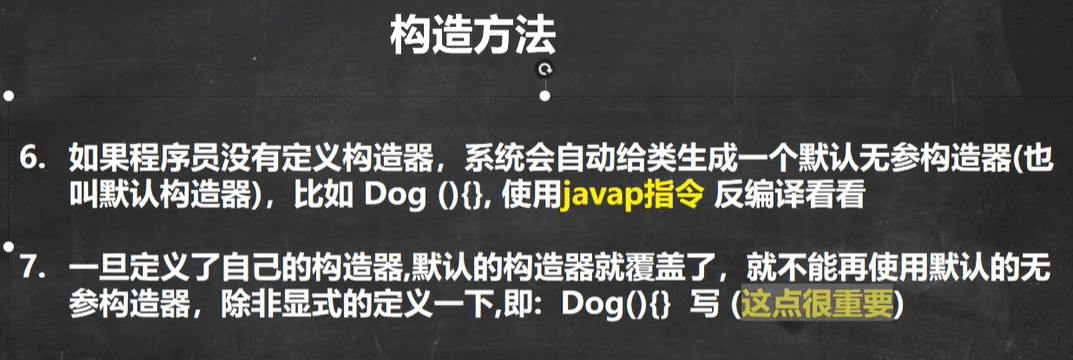 构造方法
6. 如果程序员没有定义构造器，系统会自动给类生成一个默认无参构造器(也
叫默认构造器)，比如 Dog (){}, 使用javap指令 反编译看看
7. 一旦定义了自己的构造器,默认的构造器就覆盖了，就不能再使用默认的无
参构造器，除非显式的定义一下,即: Dog(){} 写 (这点很重要)